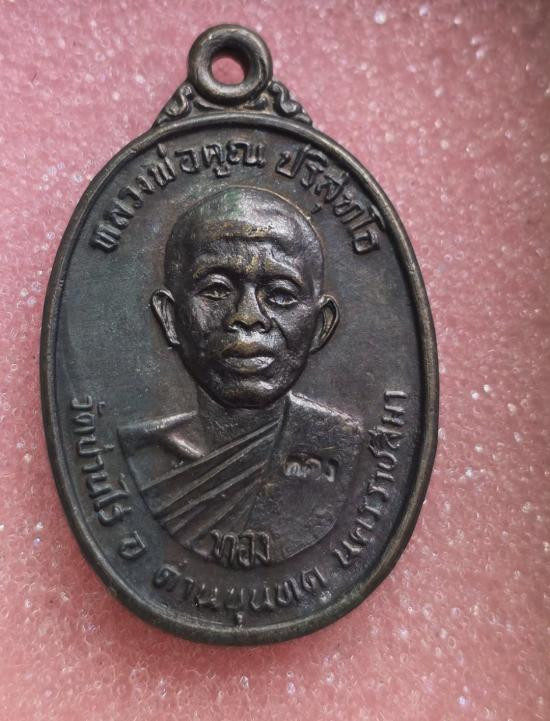 หลวงพ่อคูณ ปริสุทโธ
ทอง
วัดบ้านไร่ อ ด่านขุนทด นครราชสีมา